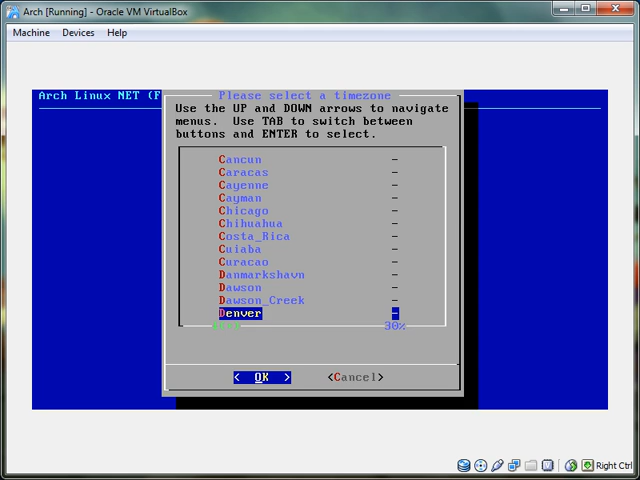 Arch [Running] - Oracle VM VirtualBox
Machine Devices Help
Arch Linux NET (F
Please select a timezone
Use the UP and DOWN arrows to navigate
menus. Use TAB to switch between
buttons and ENTER to select.
Cancun -
Caracas -
Cayenne -
Cayman -
Chicago -
Chihuahua -
Costa_Rica -
Cuiaba -
Curacao -
Danmarkshavn -
Dawson -
Dawson_Creek -
Denver -
30%
< OK > <Cancel>
Right Ctrl